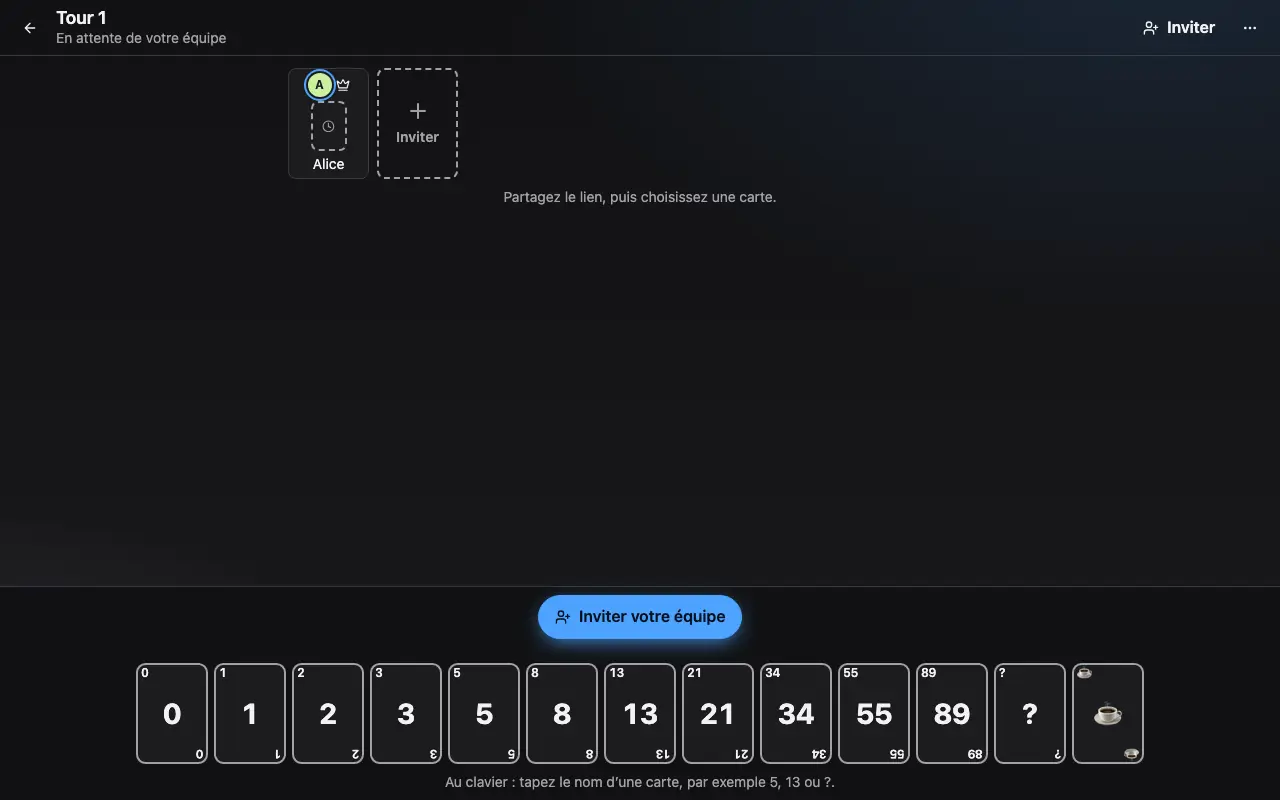 Tour 1
En attente de votre équipe
Inviter
A
Alice
Inviter
Partagez le lien, puis choisissez une carte.
Inviter votre équipe
0 0 0
1 1 1
2 2 2
3 3 3
5 5 5
8 8 8
13 13 13
21 21 21
34 34 34
55 55 55
89 89 89
? ? ?
Au clavier : tapez le nom d’une carte, par exemple 5, 13 ou ?.